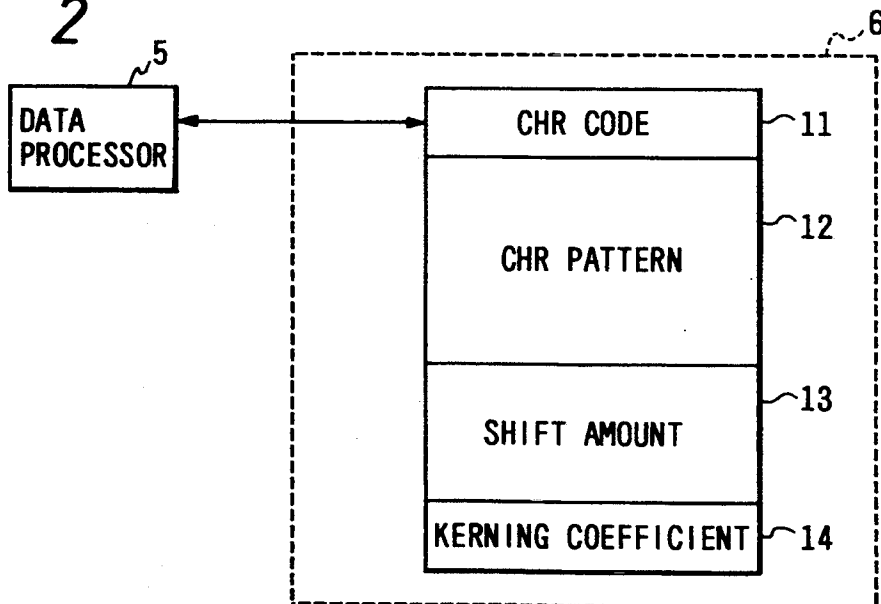 2
5
6
DATA
PROCESSOR
CHR CODE
11
CHR PATTERN
12
SHIFT AMOUNT
13
KERNING COEFFICIENT
14